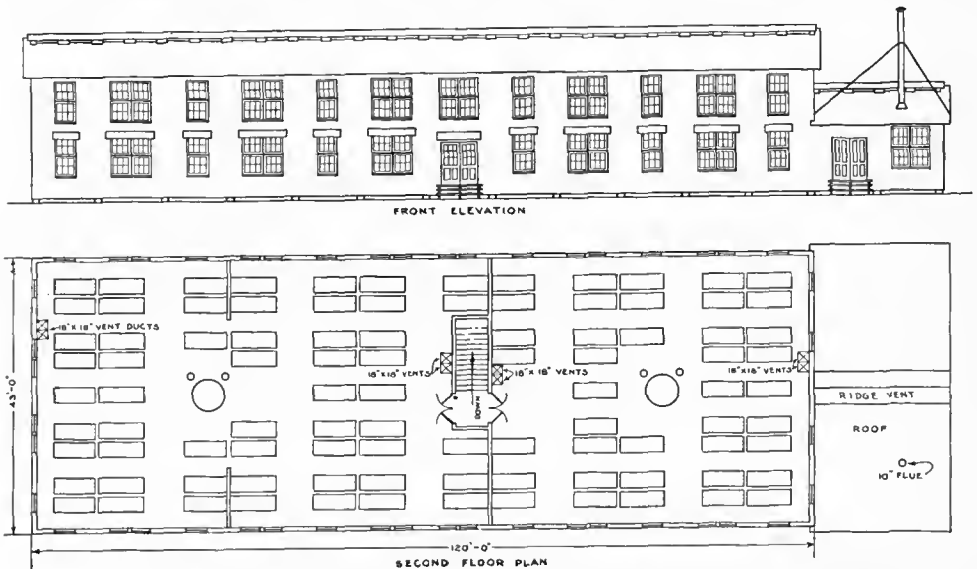 FRONT ELEVATION
18"X18" VENT DUCTS
18"X18" VENTS
DOWN
18"X18" VENTS
18"X18" VENTS
RIDGE VENT
ROOF
10" FLUE
43'-0"
120'-0"
SECOND FLOOR PLAN